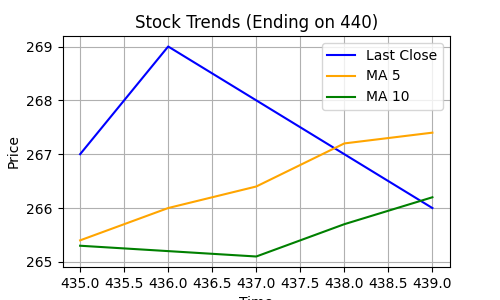 Stock Trends (Ending on 440)
Last Close
MA 5
MA 10
Price
269
268
267
266
265
435.0 435.5 436.0 436.5 437.0 437.5 438.0 438.5 439.0
Time